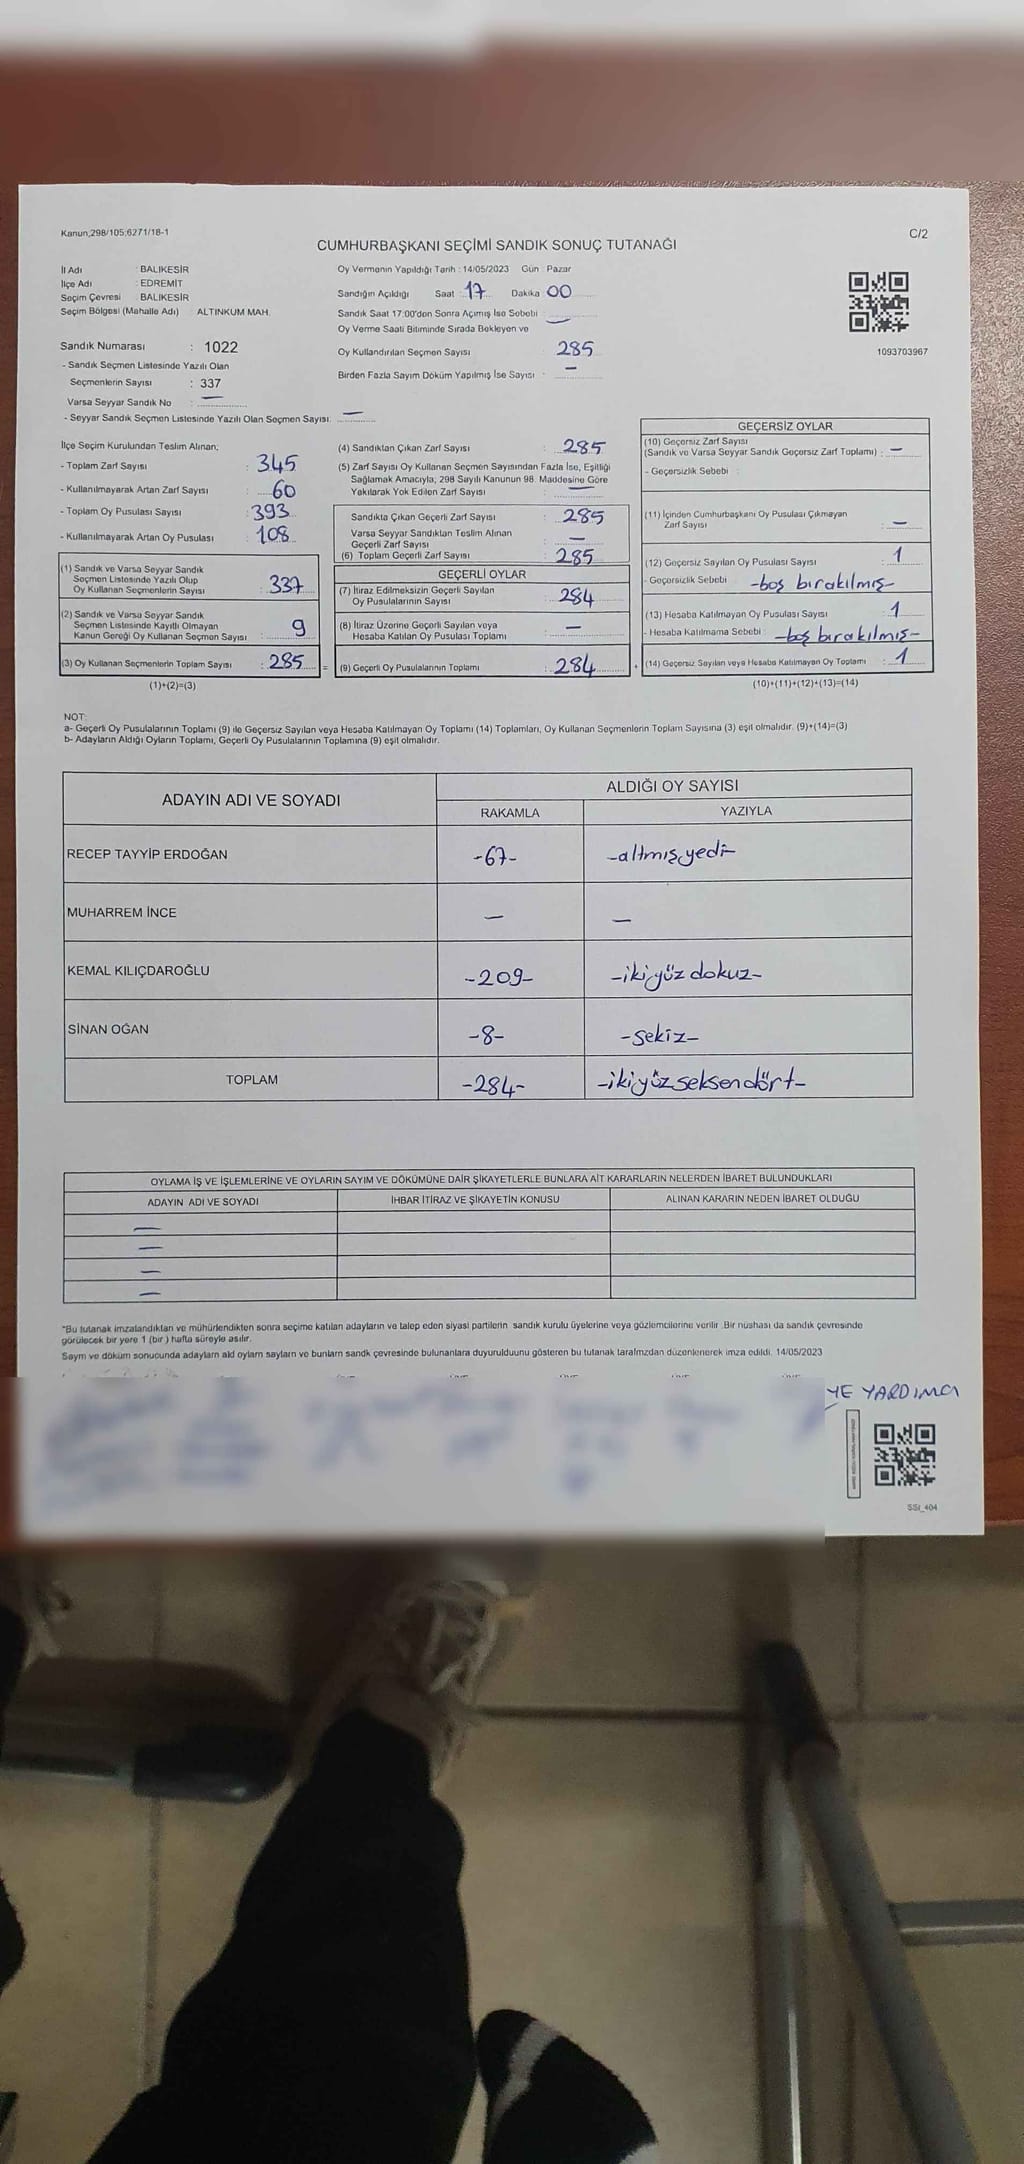 Kanun,298/105;6271/18-1
C/2
CUMHURBAŞKANI SEÇİMİ SANDIK SONUÇ TUTANAĞI
İl Adı : BALIKESİR
İlçe Adı : EDREMİT
Seçim Çevresi : BALIKESİR
Seçim Bölgesi (Mahalle Adı) : ALTINKUM MAH.
Sandık Numarası : 1022
- Sandık Seçmen Listesinde Yazılı Olan
Seçmenlerin Sayısı : 337
Varsa Seyyar Sandık No : —
- Seyyar Sandık Seçmen Listesinde Yazılı Olan Seçmen Sayısı: —
Oy Vermenin Yapıldığı Tarih : 14/05/2023 Gün : Pazar
Sandığın Açıldığı Saat : 17 Dakika : 00
Sandık Saat 17:00'den Sonra Açımış İse Sebebi : —
Oy Verme Saati Bitiminde Sırada Bekleyen ve
Oy Kullandırılan Seçmen Sayısı 285
Birden Fazla Sayım Döküm Yapılmış İse Sayısı : —
1093703967
İlçe Seçim Kurulundan Teslim Alınan;
- Toplam Zarf Sayısı : 345
- Kullanılmayarak Artan Zarf Sayısı : 60
- Toplam Oy Pusulası Sayısı : 393
- Kullanılmayarak Artan Oy Pusulası : 108
(1) Sandık ve Varsa Seyyar Sandık
Seçmen Listesinde Yazılı Olup
Oy Kullanan Seçmenlerin Sayısı : 337
(2) Sandık ve Varsa Seyyar Sandık
Seçmen Listesinde Kayıtlı Olmayan
Kanun Gereği Oy Kullanan Seçmen Sayısı : 9
(3) Oy Kullanan Seçmenlerin Toplam Sayısı : 285 =
(1)+(2)=(3)
(4) Sandıktan Çıkan Zarf Sayısı : 285
(5) Zarf Sayısı Oy Kullanan Seçmen Sayısından Fazla İse, Eşitliği
Sağlamak Amacıyla, 298 Sayılı Kanunun 98. Maddesine Göre
Yakılarak Yok Edilen Zarf Sayısı : —
Sandıkta Çıkan Geçerli Zarf Sayısı : 285
Varsa Seyyar Sandıktan Teslim Alınan
Geçerli Zarf Sayısı : —
(6) Toplam Geçerli Zarf Sayısı : 285
GEÇERLİ OYLAR
(7) İtiraz Edilmeksizin Geçerli Sayılan
Oy Pusulalarının Sayısı : 284
(8) İtiraz Üzerine Geçerli Sayılan veya
Hesaba Katılan Oy Pusulası Toplamı : —
(9) Geçerli Oy Pusulalarının Toplamı : 284 +
GEÇERSİZ OYLAR
(10) Geçersiz Zarf Sayısı
(Sandık ve Varsa Seyyar Sandık Geçersiz Zarf Toplamı) : —
- Geçersizlik Sebebi :
(11) İçinden Cumhurbaşkanı Oy Pusulası Çıkmayan
Zarf Sayısı : —
(12) Geçersiz Sayılan Oy Pusulası Sayısı : 1
- Geçersizlik Sebebi : -boş bırakılmış-
(13) Hesaba Katılmayan Oy Pusulası Sayısı : 1
- Hesaba Katılmama Sebebi : -boş bırakılmış-
(14) Geçersiz Sayılan veya Hesaba Katılmayan Oy Toplamı : 1
(10)+(11)+(12)+(13)=(14)
NOT:
a- Geçerli Oy Pusulalarının Toplamı (9) ile Geçersiz Sayılan veya Hesaba Katılmayan Oy Toplamı (14) Toplamları, Oy Kullanan Seçmenlerin Toplam Sayısına (3) eşit olmalıdır. (9)+(14)=(3)
b- Adayların Aldığı Oyların Toplamı, Geçerli Oy Pusulalarının Toplamına (9) eşit olmalıdır.
ADAYIN ADI VE SOYADI
ALDIĞI OY SAYISI
RAKAMLA YAZIYLA
RECEP TAYYİP ERDOĞAN -67- -altmışyedi-
MUHARREM İNCE — —
KEMAL KILIÇDAROĞLU -209- -ikiyüz dokuz-
SİNAN OĞAN -8- -sekiz-
TOPLAM -284- -ikiyüzseksendört-
OYLAMA İŞ VE İŞLEMLERİNE VE OYLARIN SAYIM VE DÖKÜMÜNE DAİR ŞİKAYETLERLE BUNLARA AİT KARARLARIN NELERDEN İBARET BULUNDUKLARI
ADAYIN ADI VE SOYADI İHBAR İTİRAZ VE ŞİKAYETİN KONUSU ALINAN KARARIN NEDEN İBARET OLDUĞU
—
—
—
—
*Bu tutanak imzalandıktan ve mühürlendikten sonra seçime katılan adayların ve talep eden siyasi partilerin sandık kurulu üyelerine veya gözlemcilerine verilir .Bir nüshası da sandık çevresinde
görülecek bir yere 1 (bir ) hafta süreyle asılır.
Saym ve döküm sonucunda adaylarn ald oylarn saylarn ve bunlarn sandk çevresinde bulunanlara duyurulduunu gösteren bu tutanak taraİmzdan düzenlenerek imza edildi. 14/05/2023
YE YARDIMCI
SSI_404